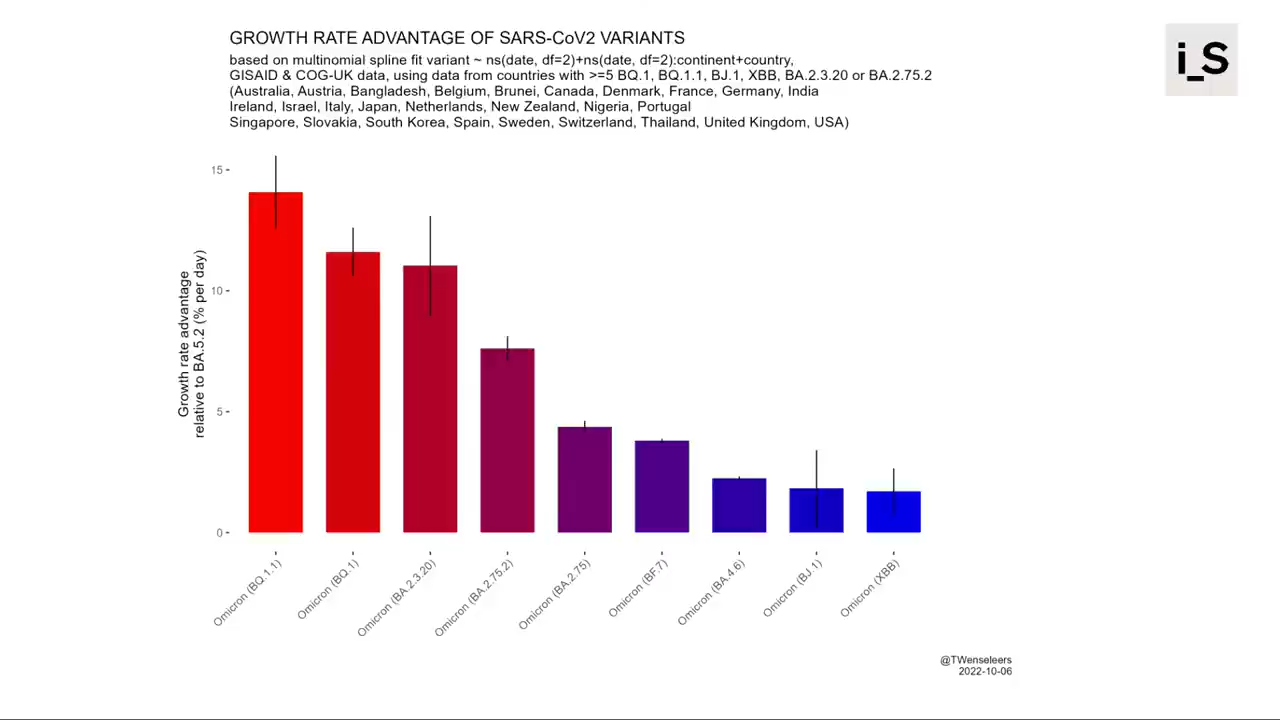 GROWTH RATE ADVANTAGE OF SARS-CoV2 VARIANTS
based on multinomial spline fit variant ~ ns(date, df=2)+ns(date, df=2):continent+country,
GISAID & COG-UK data, using data from countries with >=5 BQ.1, BQ.1.1, BJ.1, XBB, BA.2.3.20 or BA.2.75.2
(Australia, Austria, Bangladesh, Belgium, Brunei, Canada, Denmark, France, Germany, India
Ireland, Israel, Italy, Japan, Netherlands, New Zealand, Nigeria, Portugal
Singapore, Slovakia, South Korea, Spain, Sweden, Switzerland, Thailand, United Kingdom, USA)
i_S
Growth rate advantage
relative to BA.5.2 (% per day)
15
10
5
0
Omicron (BQ.1.1)
Omicron (BQ.1)
Omicron (BA.2.3.20)
Omicron (BA.2.75.2)
Omicron (BA.2.75)
Omicron (BF.7)
Omicron (BA.4.6)
Omicron (BJ.1)
Omicron (XBB)
@TWenseleers
2022-10-06